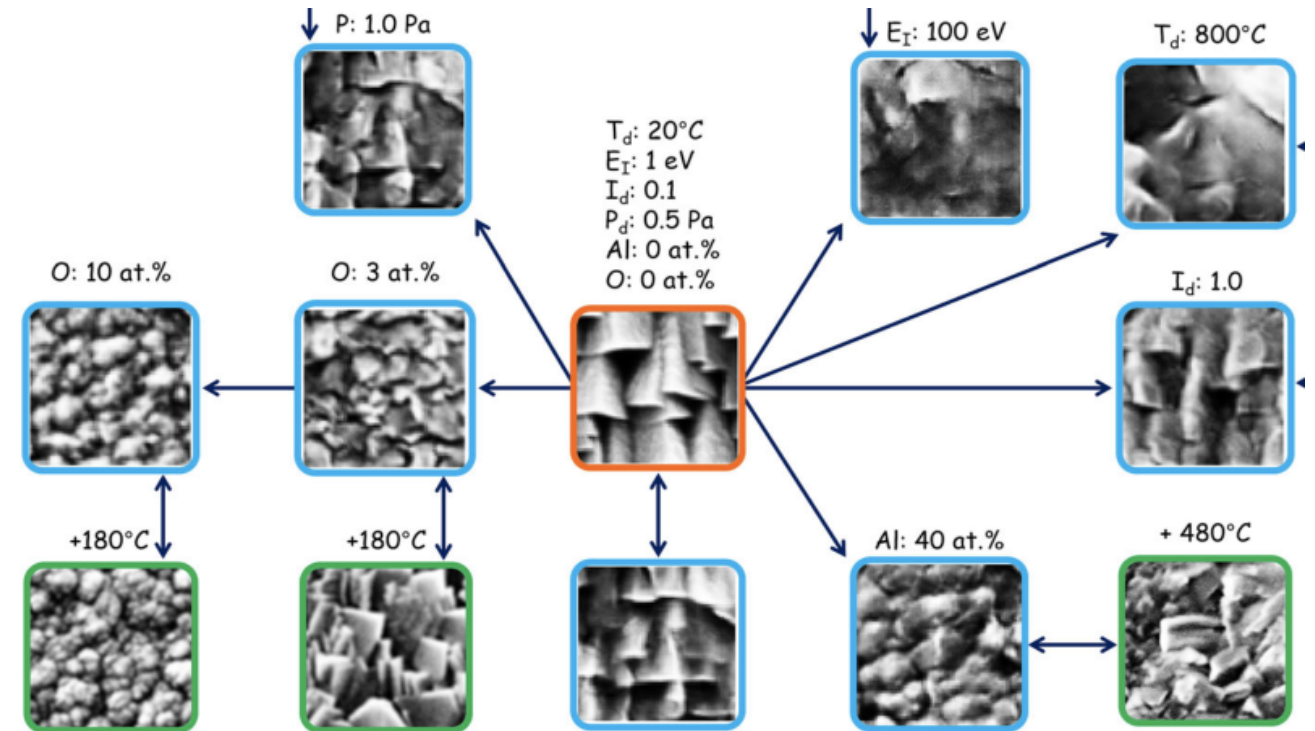 P: 1.0 Pa
E_I: 100 eV
T_d: 800°C
T_d: 20°C
E_I: 1 eV
I_d: 0.1
P_d: 0.5 Pa
Al: 0 at.%
O: 0 at.%
O: 10 at.%
O: 3 at.%
I_d: 1.0
+180°C
+180°C
Al: 40 at.%
+ 480°C